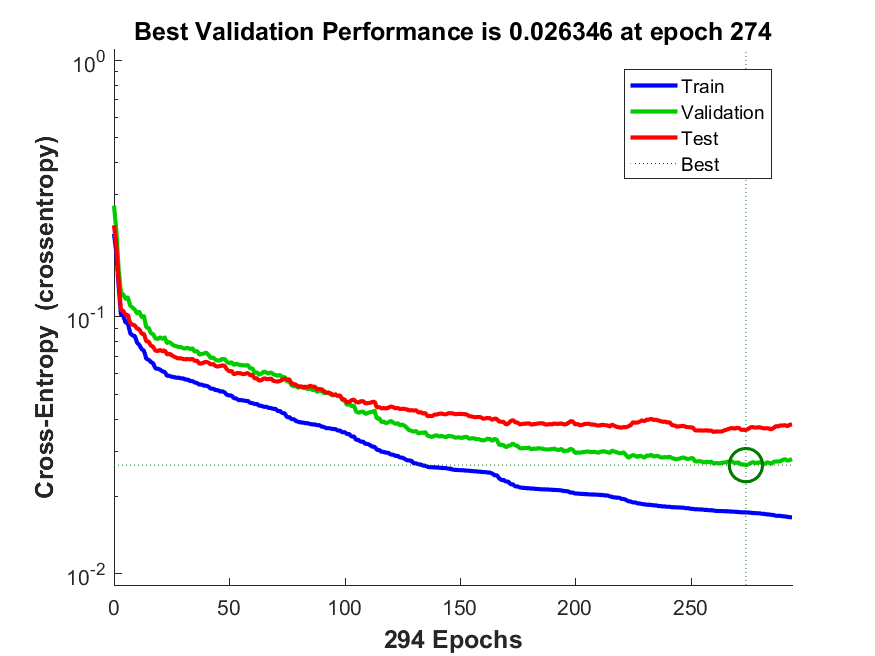 Best Validation Performance is 0.026346 at epoch 274
10^0
10^-1
10^-2
Cross-Entropy (crossentropy)
Train
Validation
Test
Best
0 50 100 150 200 250
294 Epochs